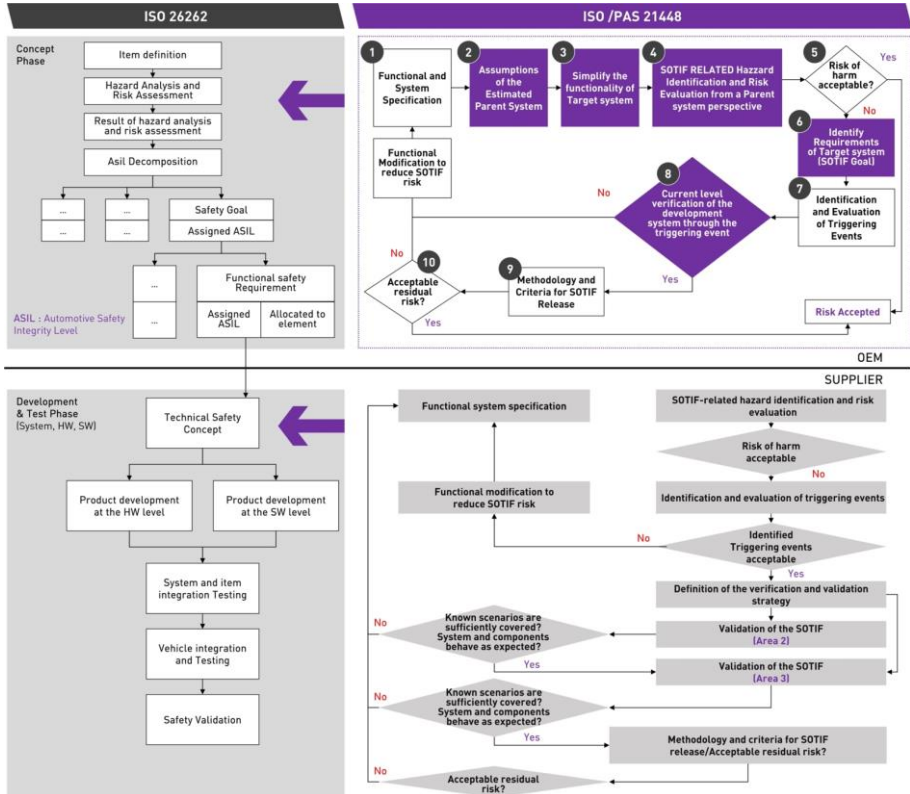 ISO 26262
ISO /PAS 21448
Concept
Phase
Item definition
Hazard Analysis and
Risk Assessment
Result of hazard analysis
and risk assessment
Asil Decomposition
...
...
...
...
Safety Goal
Assigned ASIL
...
...
Functional safety
Requirement
Assigned
ASIL
Allocated to
element
ASIL : Automotive Safety
Integrity Level
1
Functional and
System Specification
2
Assumptions
of the
Estimated
Parent System
3
Simplify the
functionality of
Target system
4
SOTIF RELATED Hazzard
Identification and Risk
Evaluation from a Parent
system perspective
5
Risk of
harm
acceptable?
Yes
No
6
Identify
Requirements
of Target system
(SOTIF Goal)
7
Identification
and Evaluation
of Triggering
Events
8
Current level
verification of the
development
system through the
triggering event
No
Yes
Functional
Modification to
reduce SOTIF
risk
9
Methodology and
Criteria for SOTIF
Release
10
Acceptable
residual
risk?
No
Yes
Risk Accepted
OEM
SUPPLIER
Development
& Test Phase
(System, HW, SW)
Technical Safety
Concept
Product development
at the HW level
Product development
at the SW level
System and item
integration Testing
Vehicle integration
and Testing
Safety Validation
Functional system specification
SOTIF-related hazard identification and risk
evaluation
Risk of harm
acceptable
No
Functional modification to
reduce SOTIF risk
Identification and evaluation of triggering events
No
Identified
Triggering events
acceptable
Yes
Definition of the verification and validation
strategy
No
Known scenarios are
sufficiently covered?
System and components
behave as expected?
Validation of the SOTIF
(Area 2)
Yes
Validation of the SOTIF
(Area 3)
No
Known scenarios are
sufficiently covered?
System and components
behave as expected?
Yes
Methodology and criteria for SOTIF
release/Acceptable residual risk?
No
Acceptable residual
risk?